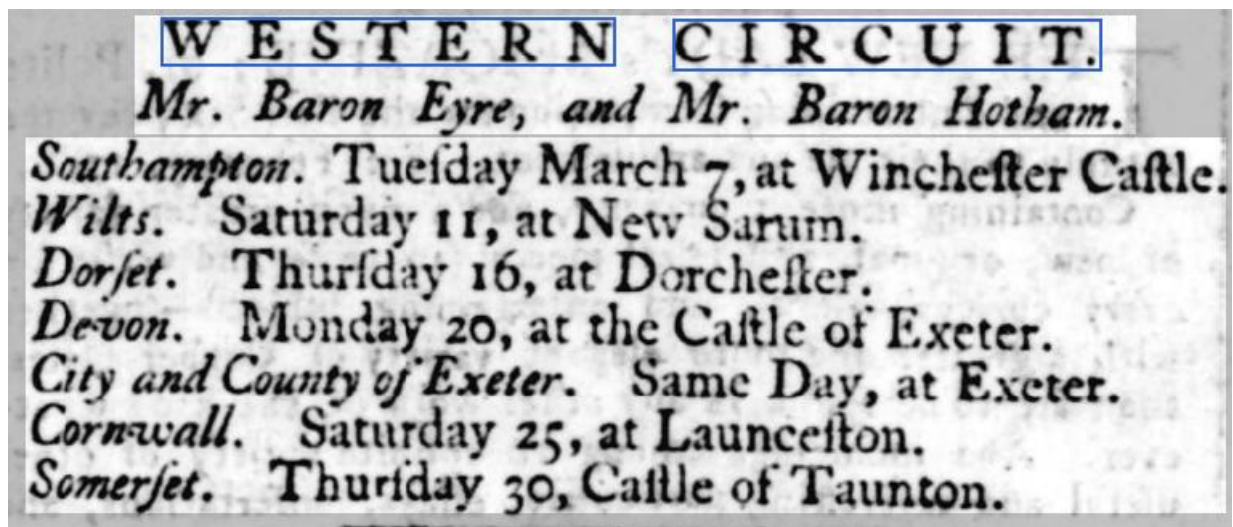 WESTERN CIRCUIT.
Mr. Baron Eyre, and Mr. Baron Hotham.
Southampton. Tueſday March 7, at Wincheſter Caſtle.
Wilts. Saturday 11, at New Sarum.
Dorſet. Thurſday 16, at Dorcheſter.
Devon. Monday 20, at the Caſtle of Exeter.
City and County of Exeter. Same Day, at Exeter.
Cornwall. Saturday 25, at Launceſton.
Somerſet. Thurſday 30, Caſtle of Taunton.